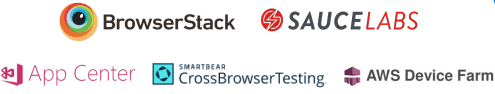 BrowserStack
SAUCELABS
App Center
SMARTBEAR
CrossBrowserTesting
AWS Device Farm